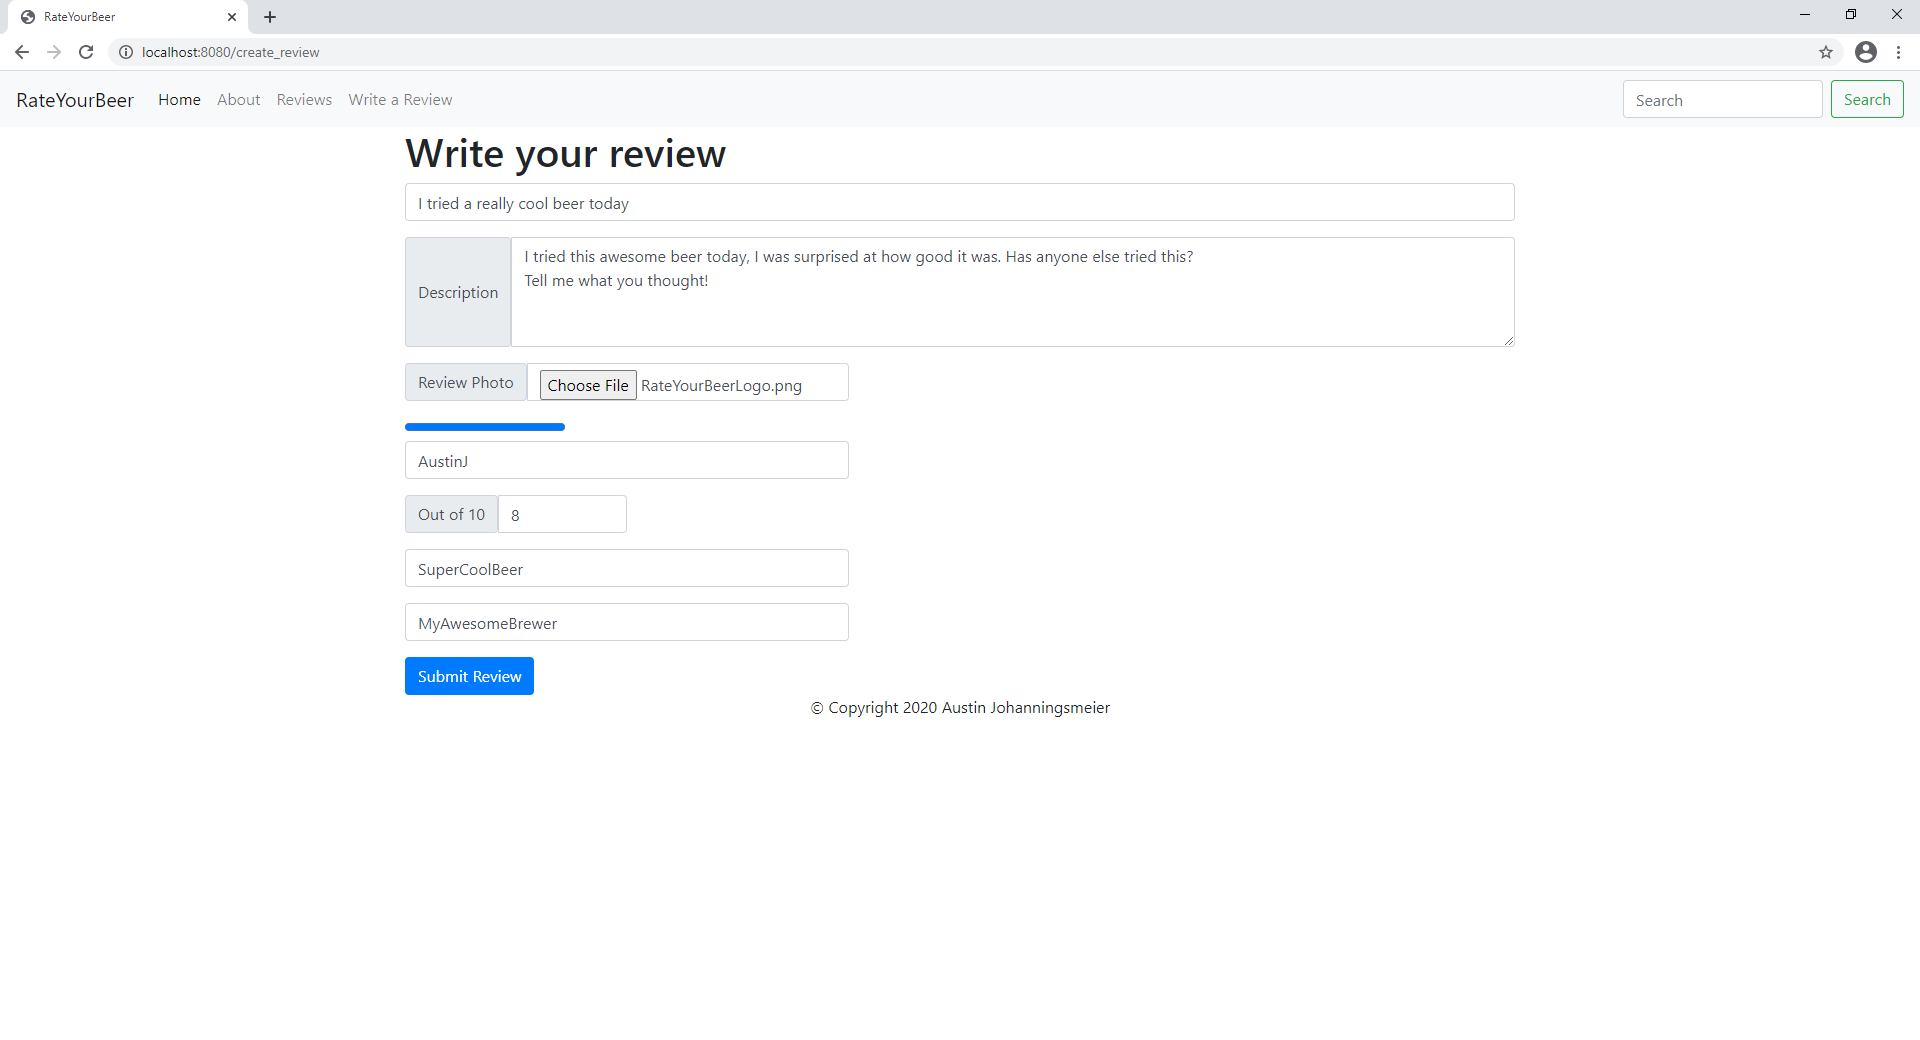 RateYourBeer
localhost:8080/create_review
RateYourBeer Home About Reviews Write a Review Search Search
Write your review
I tried a really cool beer today
Description
I tried this awesome beer today, I was surprised at how good it was. Has anyone else tried this?
Tell me what you thought!
Review Photo Choose File RateYourBeerLogo.png
AustinJ
Out of 10 8
SuperCoolBeer
MyAwesomeBrewer
Submit Review
© Copyright 2020 Austin Johanningsmeier